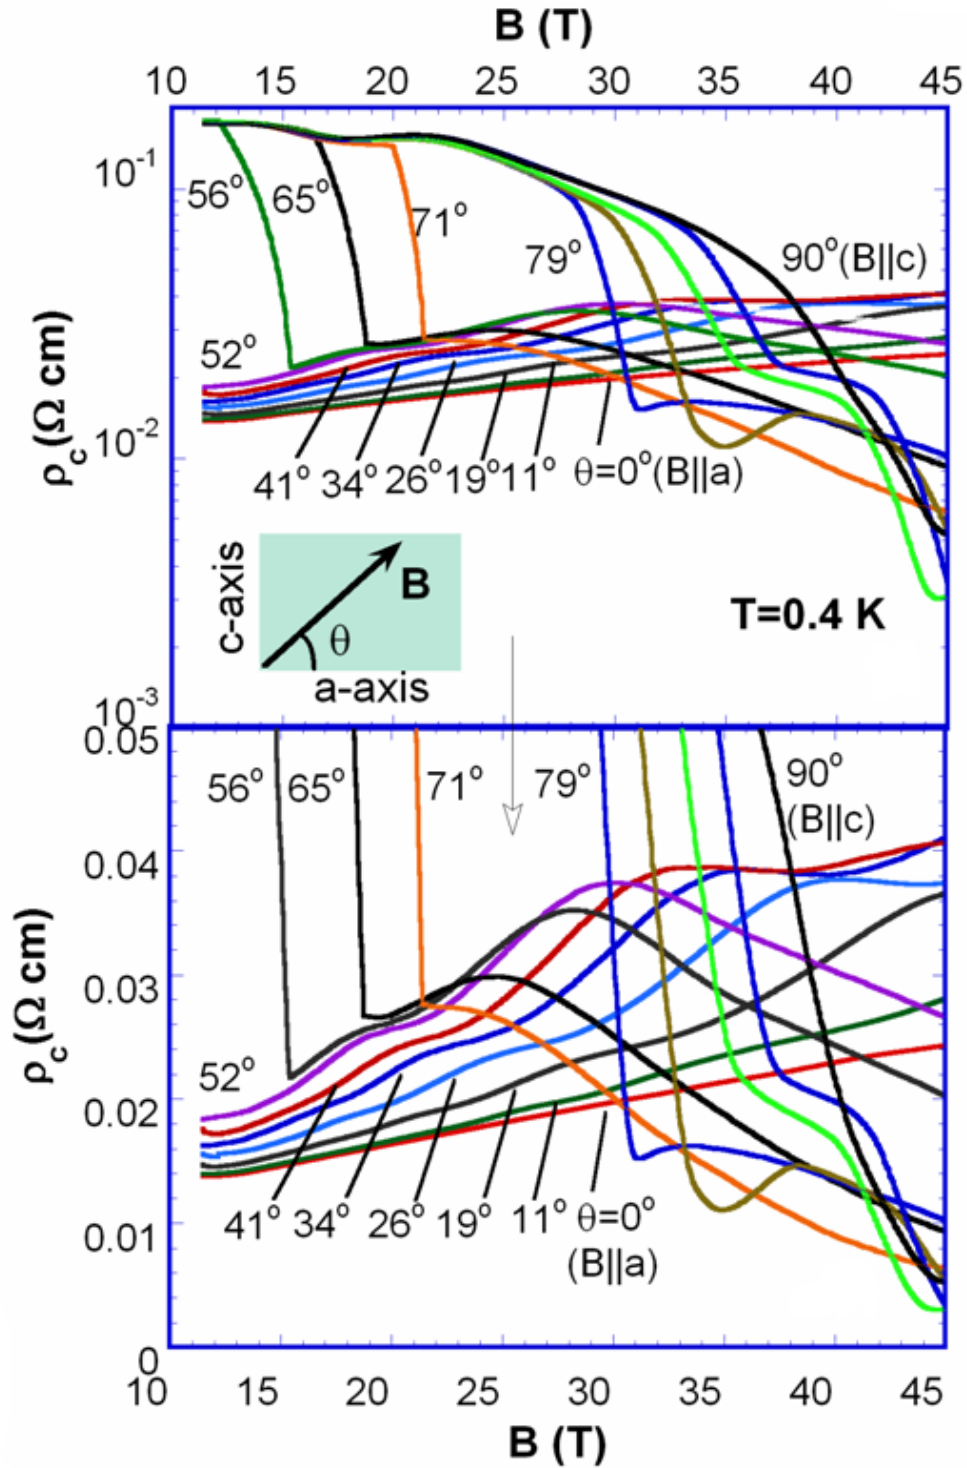 B (T)
10 15 20 25 30 35 40 45
10⁻¹
56° 65° 71° 79° 90°(B||c)
52°
10⁻²
41° 34° 26° 19° 11° θ=0°(B||a)
ρc(Ω cm)
c-axis
B
θ
a-axis
T=0.4 K
10⁻³
0.05
56° 65° 71° 79° 90°
(B||c)
0.04
0.03
ρc(Ω cm)
52°
0.02
41° 34° 26° 19° 11° θ=0°
(B||a)
0.01
0
10 15 20 25 30 35 40 45
B (T)